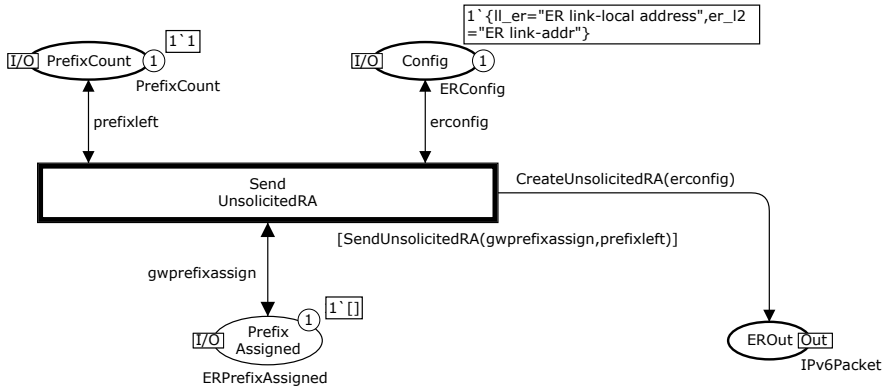 1`1
1`{ll_er="ER link-local address",er_l2
="ER link-addr"}
I/O PrefixCount 1
PrefixCount
I/O Config 1
ERConfig
prefixleft
erconfig
Send
UnsolicitedRA
CreateUnsolicitedRA(erconfig)
[SendUnsolicitedRA(gwprefixassign,prefixleft)]
gwprefixassign
1`[]
1
I/O Prefix
Assigned
ERPrefixAssigned
EROut Out
IPv6Packet